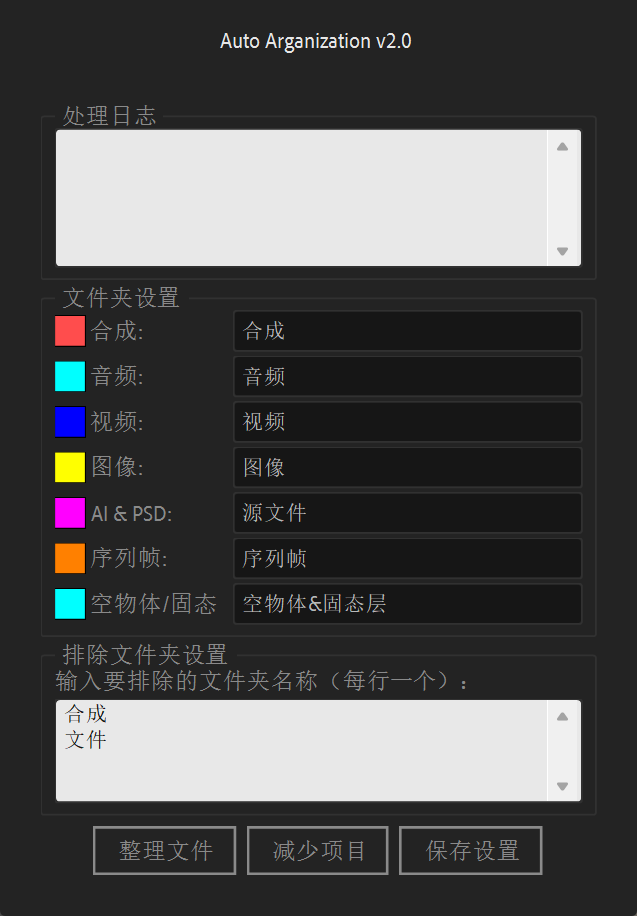 Auto Arganization v2.0
处理日志
文件夹设置
合成: 合成
音频: 音频
视频: 视频
图像: 图像
AI & PSD: 源文件
序列帧: 序列帧
空物体/固态 空物体&固态层
排除文件夹设置
输入要排除的文件夹名称（每行一个）:
合成
文件
整理文件 减少项目 保存设置